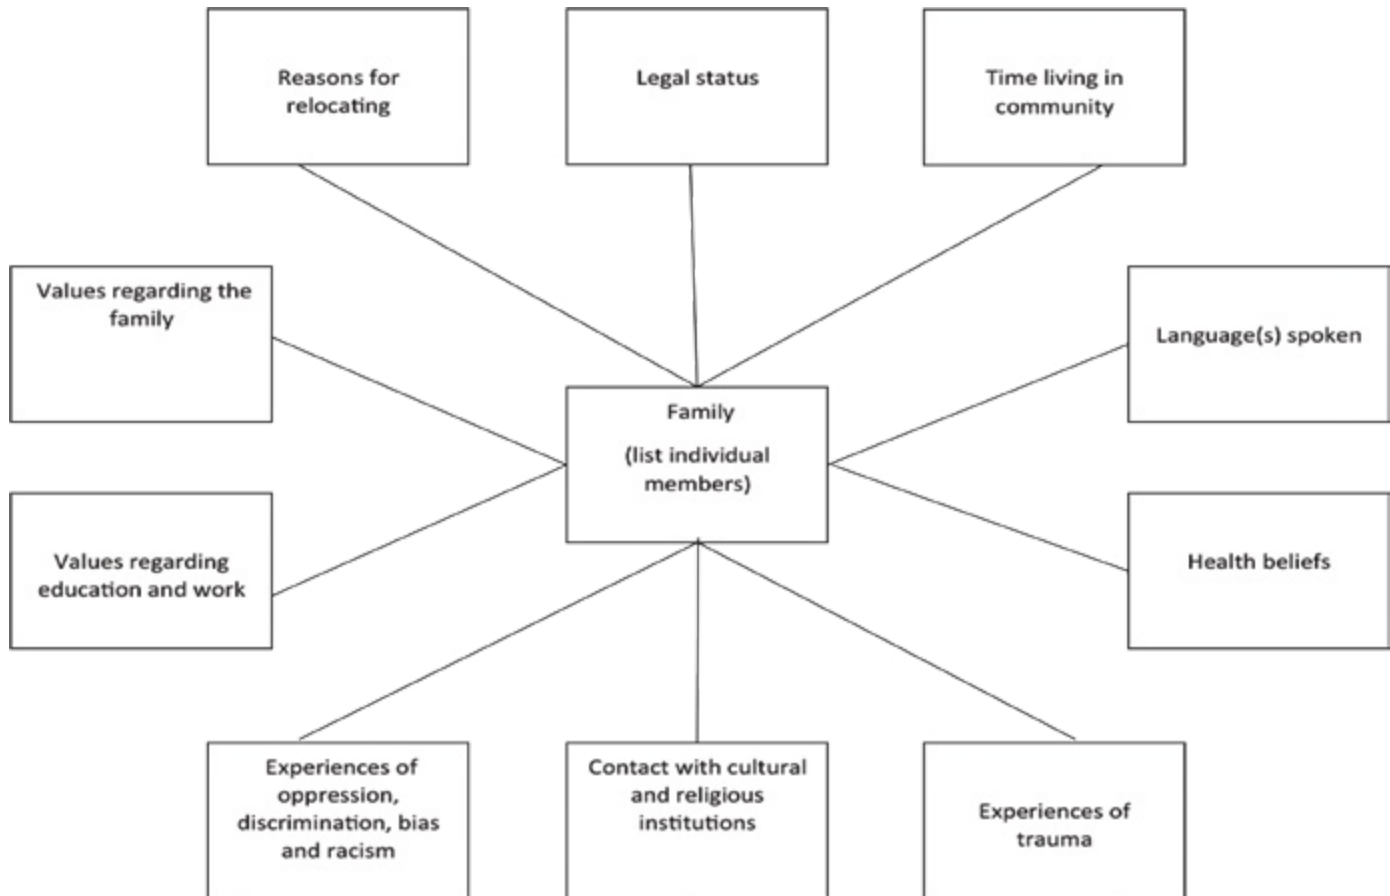 Reasons for
relocating
Legal status
Time living in
community
Values regarding the
family
Language(s) spoken
Family
(list individual
members)
Values regarding
education and work
Health beliefs
Experiences of
oppression,
discrimination, bias
and racism
Contact with cultural
and religious
institutions
Experiences of
trauma